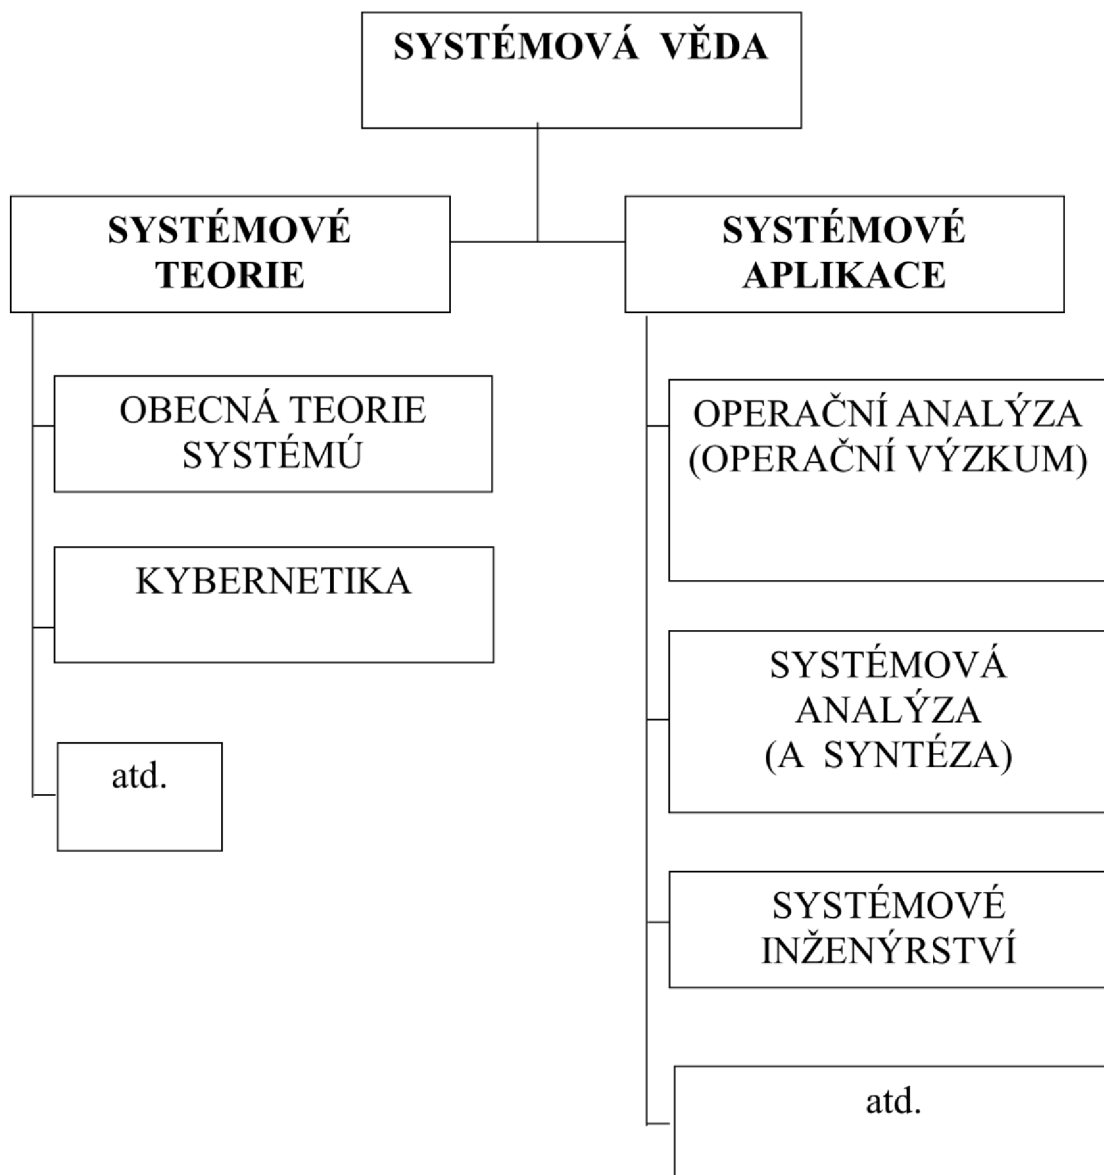 SYSTÉMOVÁ VĚDA
SYSTÉMOVÉ
TEORIE
OBECNÁ TEORIE
SYSTÉMÚ
KYBERNETIKA
atd.
SYSTÉMOVÉ
APLIKACE
OPERAČNÍ ANALÝZA
(OPERAČNÍ VÝZKUM)
SYSTÉMOVÁ
ANALÝZA
(A SYNTÉZA)
SYSTÉMOVÉ
INŽENÝRSTVÍ
atd.